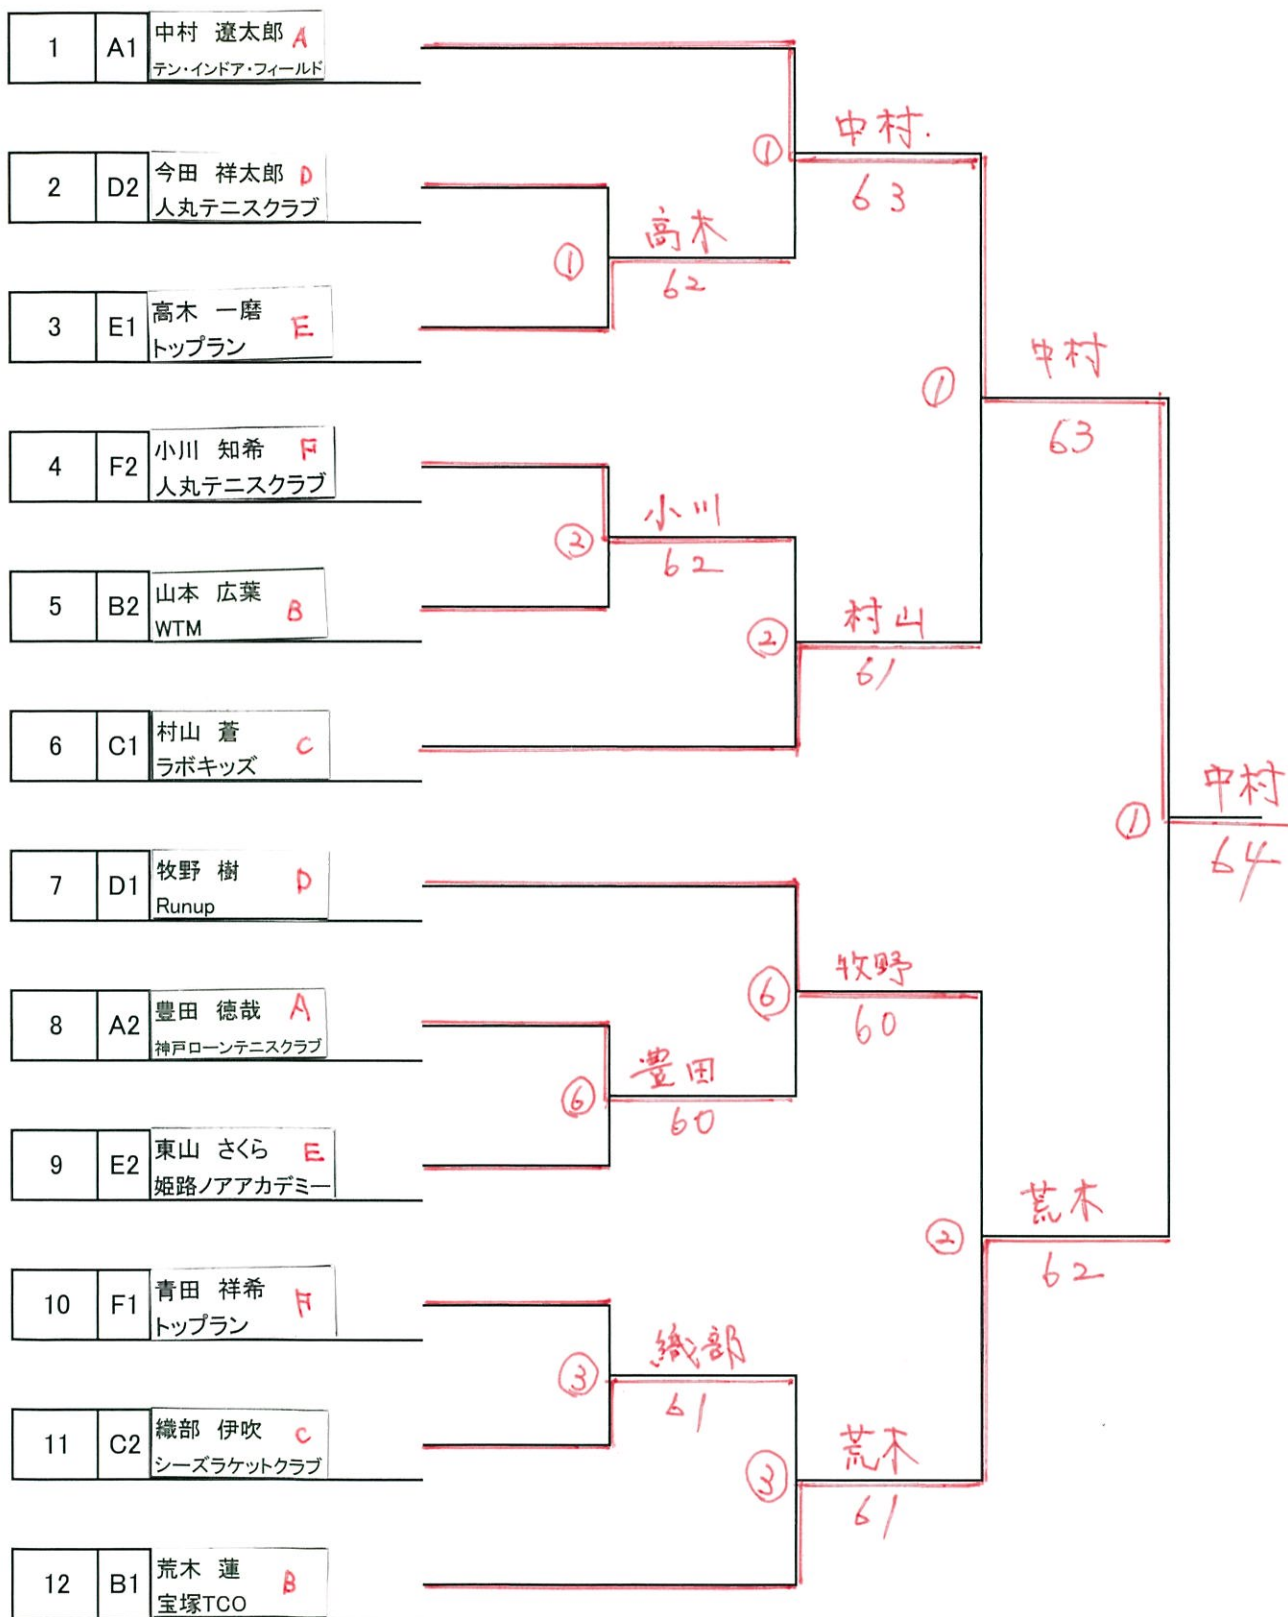 1 A1 中村 遼太郎 A
テン・インドア・フィールド
中村.
① 63
2 D2 今田 祥太郎 D
人丸テニスクラブ
高木
① 62
3 E1 高木 一磨 E
トップラン
中村
① 63
4 F2 小川 知希 F
人丸テニスクラブ
小川
② 62
5 B2 山本 広葉 B
WTM
村山
② 61
6 C1 村山 蒼 C
ラボキッズ
中村
① 64
7 D1 牧野 樹 D
Runup
牧野
⑥ 60
8 A2 豊田 徳哉 A
神戸ローンテニスクラブ
豊田
⑥ 60
9 E2 東山 さくら E
姫路ノアアカデミー
荒木
② 62
10 F1 青田 祥希 F
トップラン
織部
③ 61
11 C2 織部 伊吹 C
シーズラケットクラブ
荒木
③ 61
12 B1 荒木 蓮 B
宝塚TCO